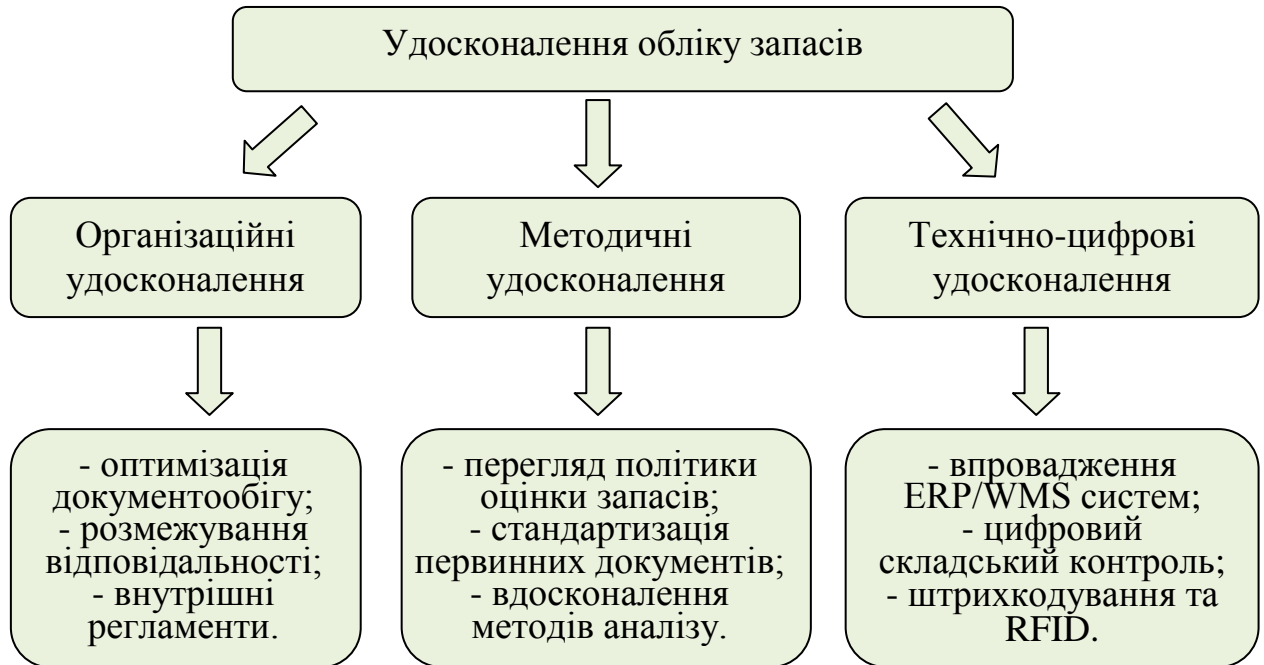 Удосконалення обліку запасів
Організаційні
удосконалення
Методичні
удосконалення
Технічно-цифрові
удосконалення
- оптимізація
документообігу;
- розмежування
відповідальності;
- внутрішні
регламенти.
- перегляд політики
оцінки запасів;
- стандартизація
первинних документів;
- вдосконалення
методів аналізу.
- впровадження
ERP/WMS систем;
- цифровий
складський контроль;
- штрихкодування та
RFID.